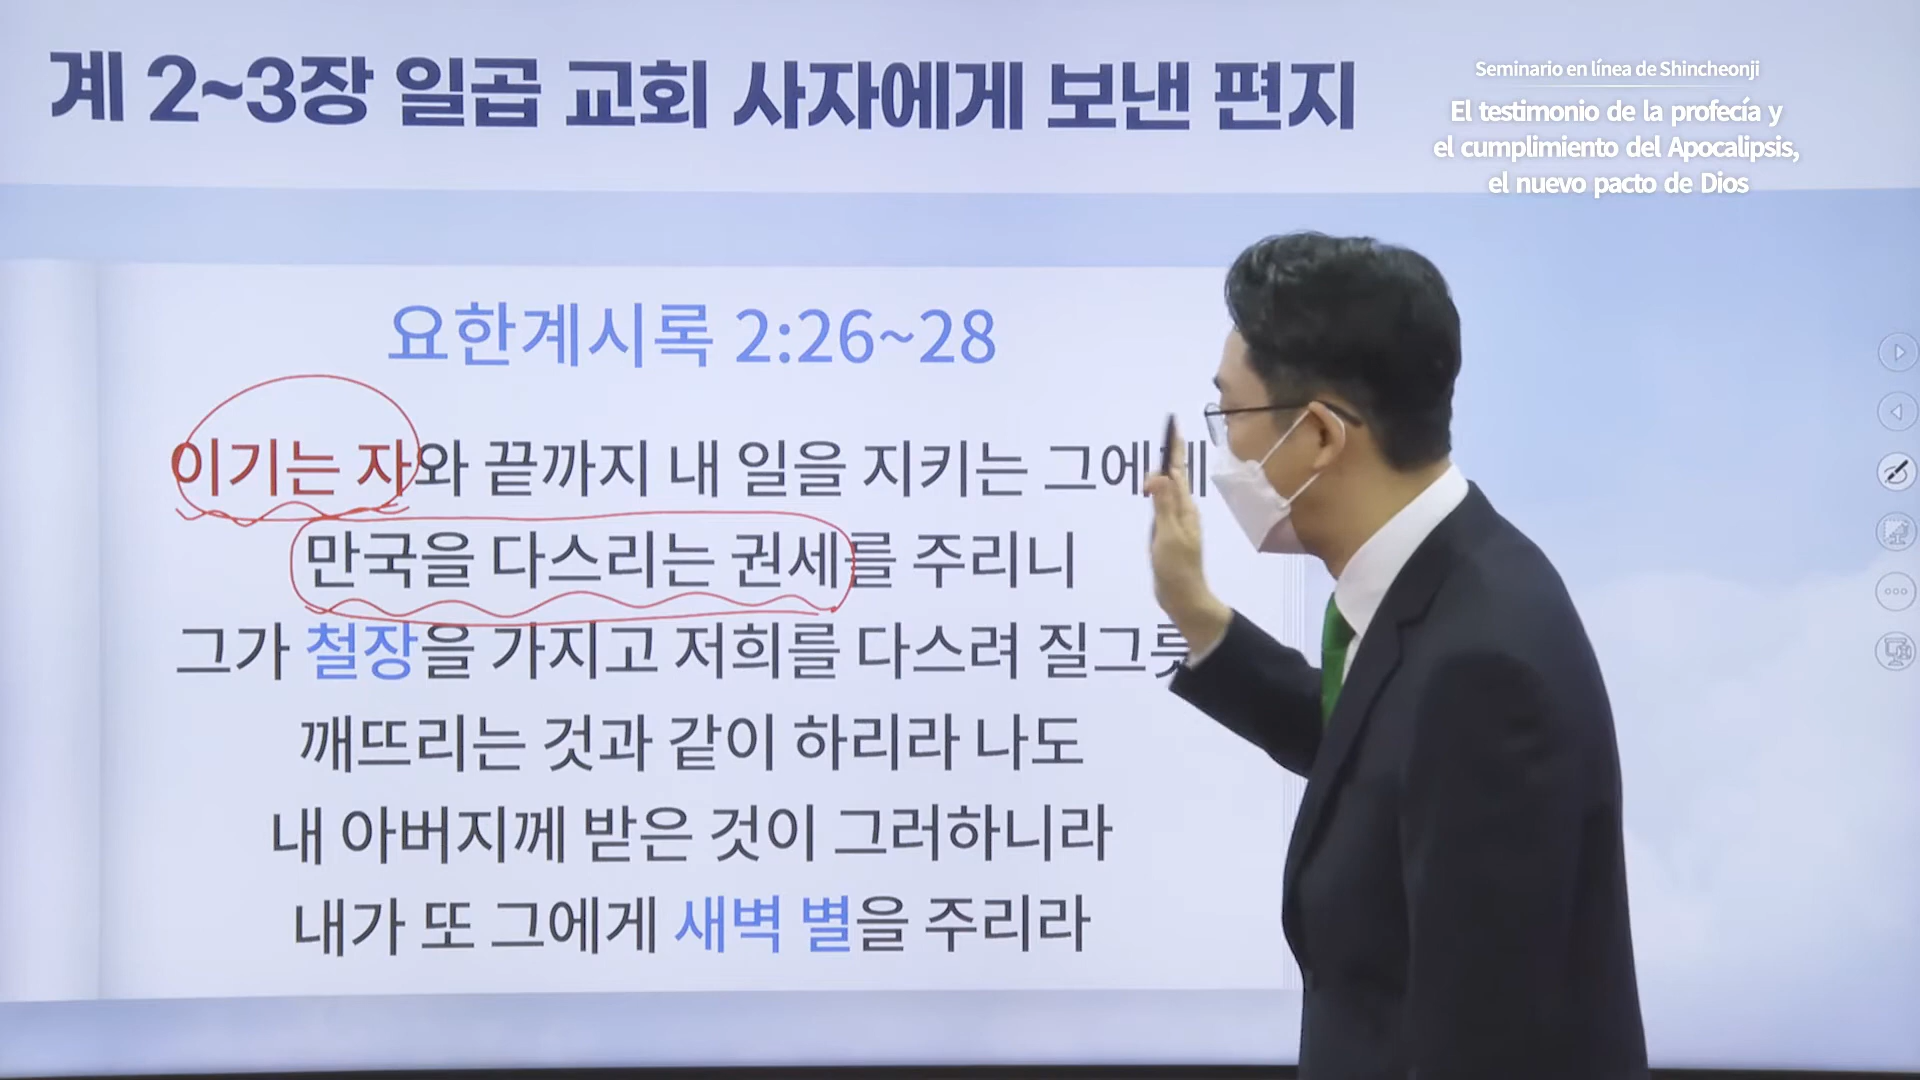 계 2~3장 일곱 교회 사자에게 보낸 편지
Seminario en línea de Shincheonji
El testimonio de la profecía y
el cumplimiento del Apocalipsis,
el nuevo pacto de Dios
요한계시록 2:26~28
이기는 자와 끝까지 내 일을 지키는 그에게
만국을 다스리는 권세를 주리니
그가 철장을 가지고 저희를 다스려 질그릇
깨뜨리는 것과 같이 하리라 나도
내 아버지께 받은 것이 그러하니라
내가 또 그에게 새벽 별을 주리라